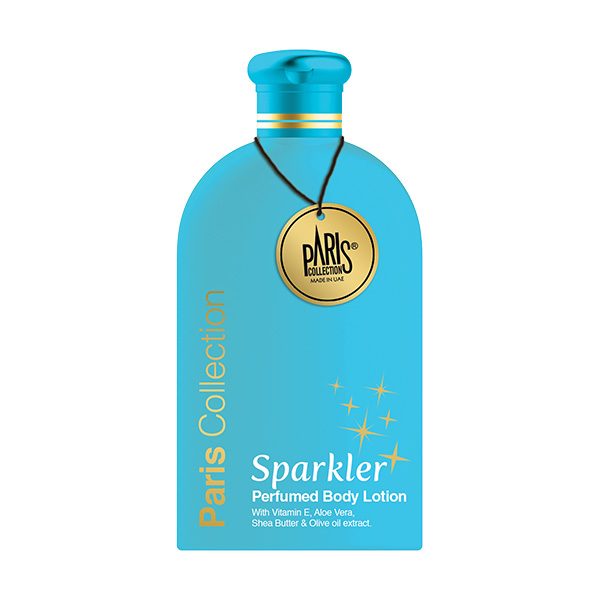 PARIS®
COLLECTION
MADE IN UAE
Paris Collection
Sparkler
Perfumed Body Lotion
With Vitamin E, Aloe Vera,
Shea Butter & Olive oil extract.